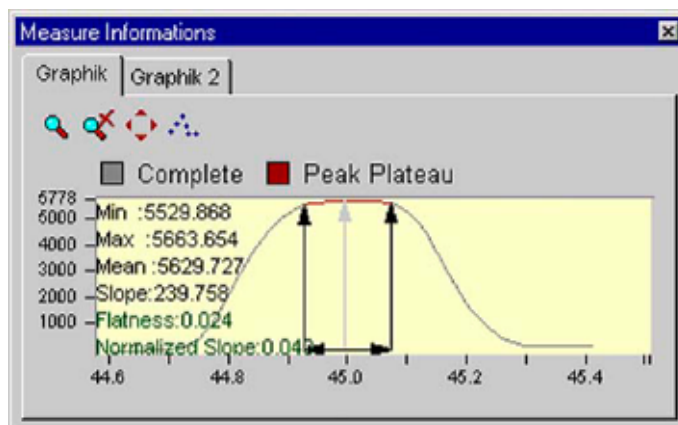 Measure Informations
Graphik Graphik 2
Complete Peak Plateau
5778
5000
4000
3000
2000
1000
Min :5529.868
Max :5663.654
Mean :5629.727
Slope:239.758
Flatness:0.024
Normalized Slope:
44.6 44.8 45.0 45.2 45.4